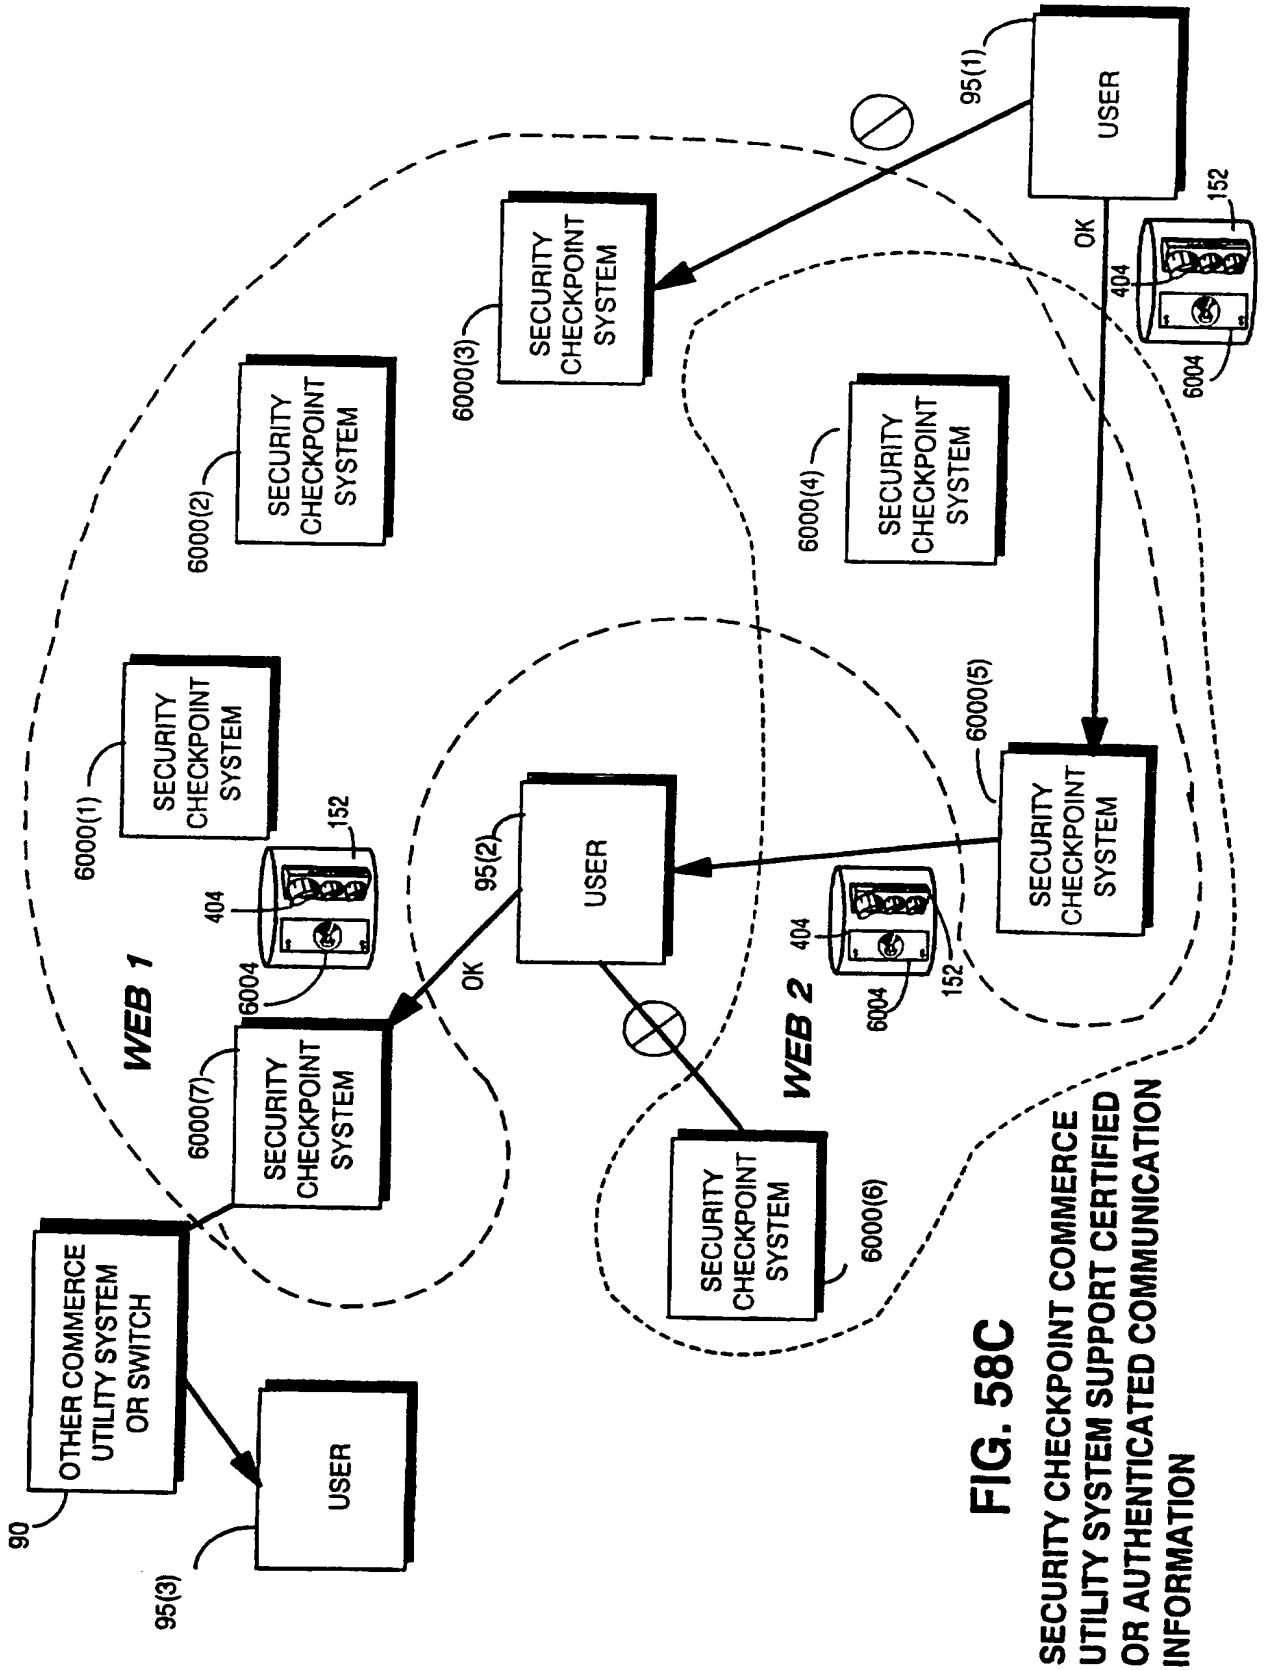 90
OTHER COMMERCE
UTILITY SYSTEM
OR SWITCH
95(3)
USER
WEB 1
6000(1)
SECURITY
CHECKPOINT
SYSTEM
6000(2)
SECURITY
CHECKPOINT
SYSTEM
6000(3)
SECURITY
CHECKPOINT
SYSTEM
6000(7)
SECURITY
CHECKPOINT
SYSTEM
6004
404
152
OK
95(2)
USER
95(1)
USER
OK
404
152
6004
6000(4)
SECURITY
CHECKPOINT
SYSTEM
6000(5)
SECURITY
CHECKPOINT
SYSTEM
WEB 2
404
6004
152
SECURITY
CHECKPOINT
SYSTEM
6000(6)
FIG. 58C
SECURITY CHECKPOINT COMMERCE
UTILITY SYSTEM SUPPORT CERTIFIED
OR AUTHENTICATED COMMUNICATION
INFORMATION